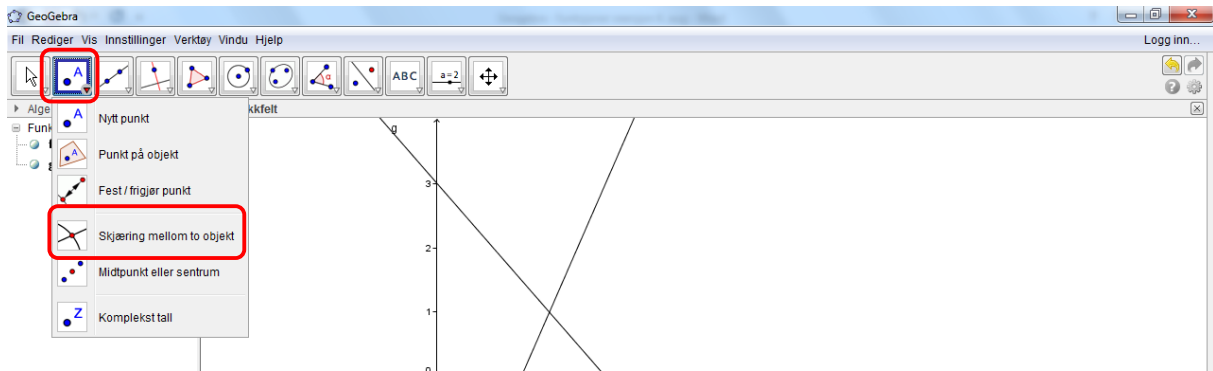 GeoGebra
Fil Rediger Vis Innstillinger Verktøy Vindu Hjelp
Logg inn...
A
α
ABC
a=2
A
Nytt punkt
A
Punkt på objekt
Fest / frigjør punkt
Skjæring mellom to objekt
Midtpunkt eller sentrum
Z
Komplekst tall
g
3
2
1
0